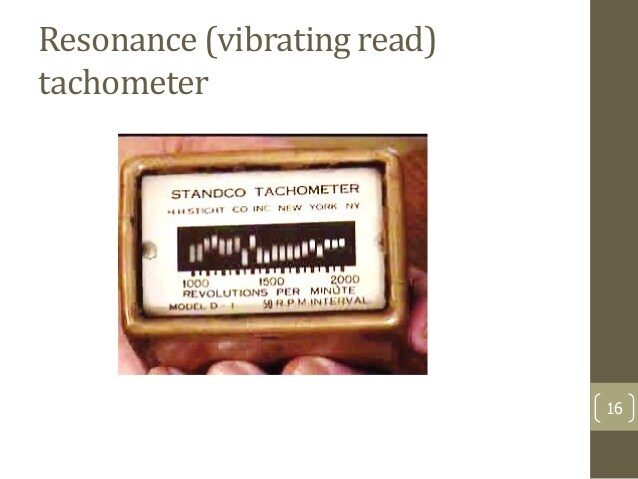 Resonance (vibrating read)
tachometer
STANDCO TACHOMETER
H.H.STICHT CO INC NEW YORK NY
1000 1500 2000
REVOLUTIONS PER MINUTE
MODEL D-1 50 R.P.M.INTERVAL
16